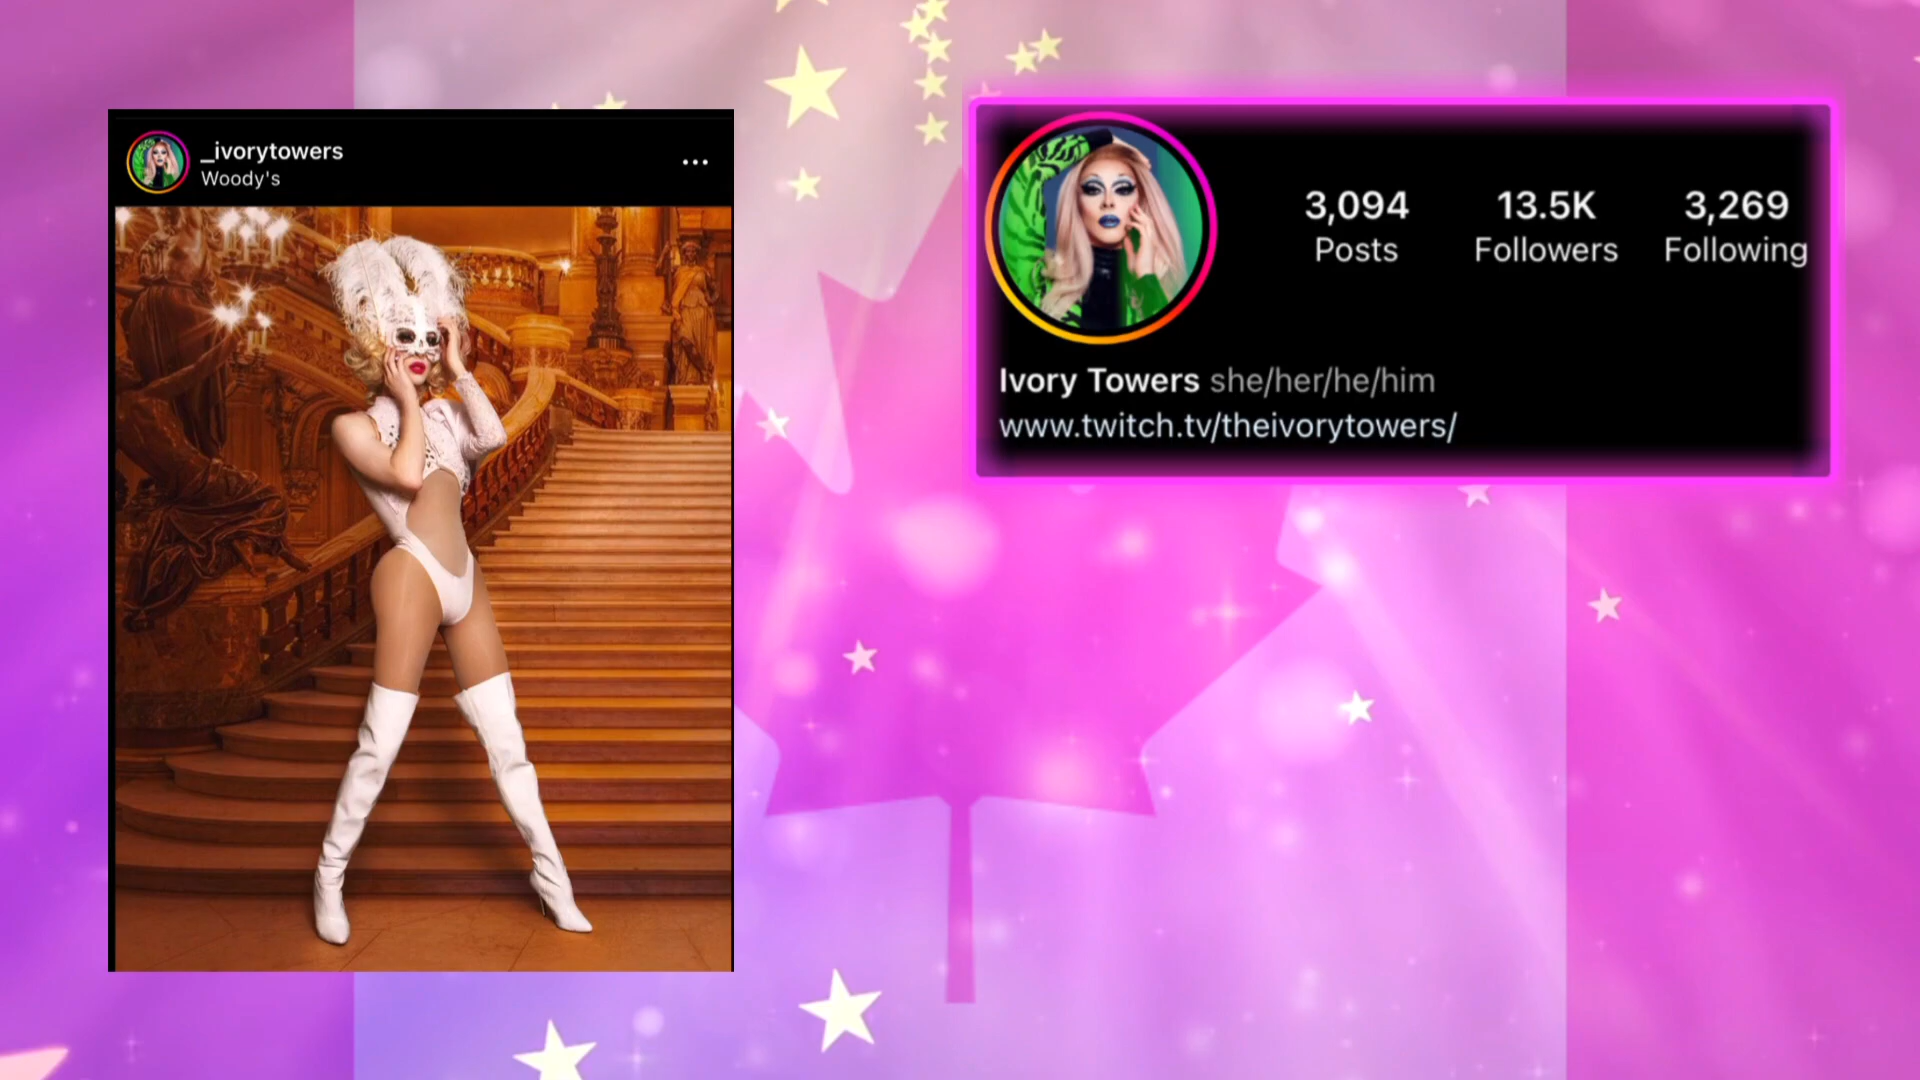 _ivorytowers
Woody's
3,094 13.5K 3,269
Posts Followers Following
Ivory Towers she/her/he/him
www.twitch.tv/theivorytowers/